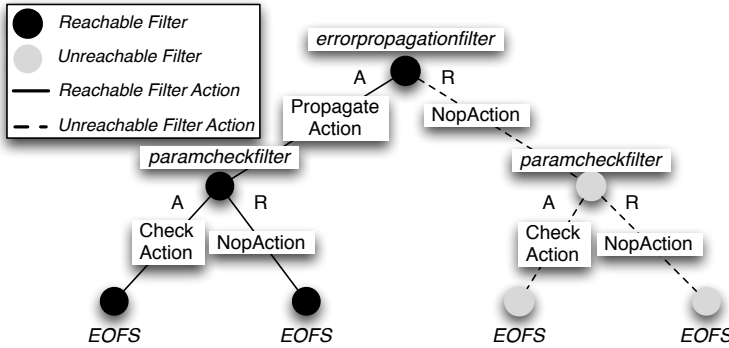 Reachable Filter
Unreachable Filter
Reachable Filter Action
Unreachable Filter Action
errorpropagationfilter
A R
Propagate
Action
NopAction
paramcheckfilter
paramcheckfilter
A R
A R
Check
Action
NopAction
Check
Action
NopAction
EOFS
EOFS
EOFS
EOFS